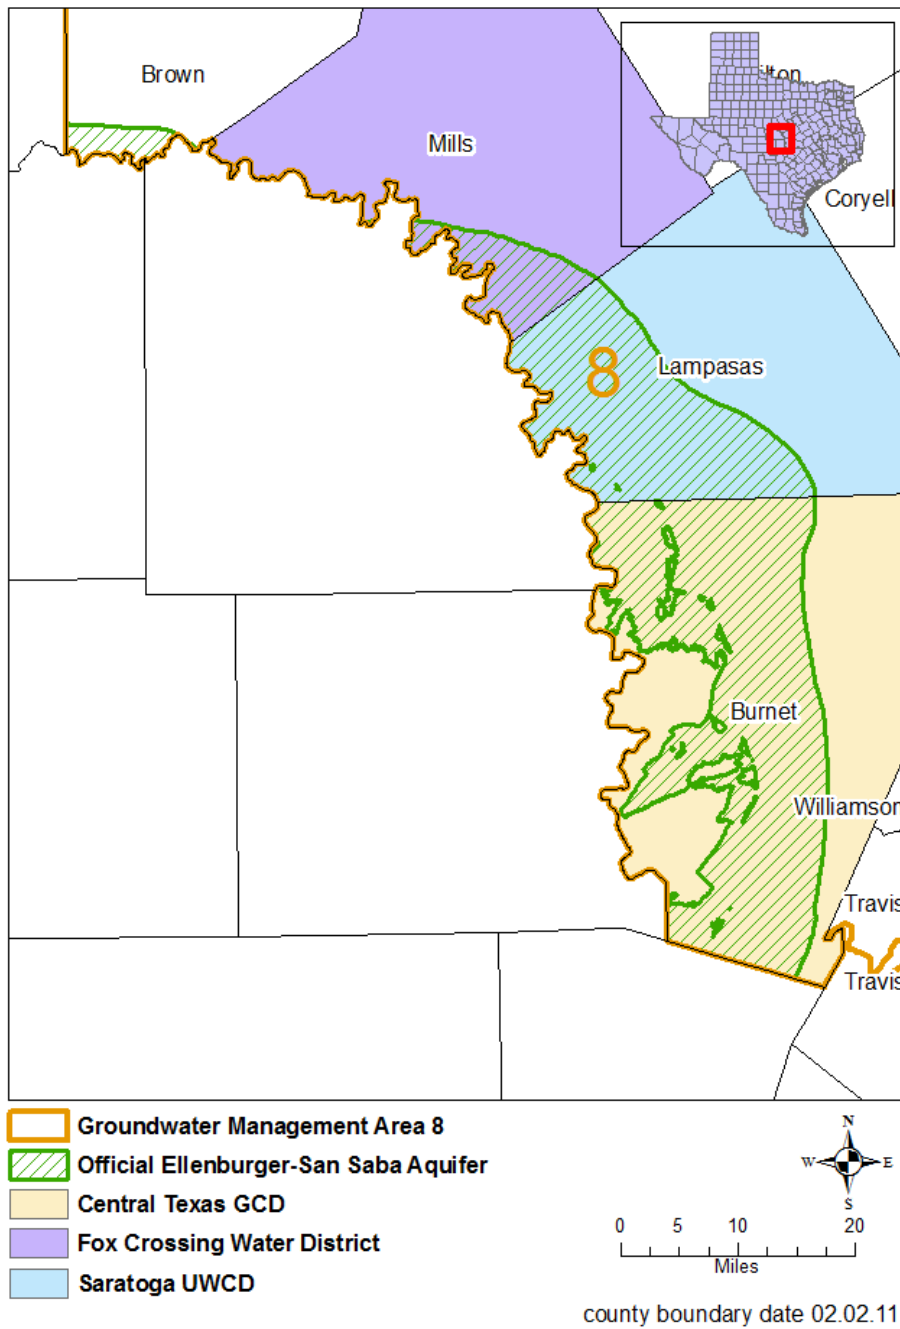 Brown
ilton
Mills
Coryell
Lampasas
8
Burnet
Williamson
Travis
Travis
Groundwater Management Area 8
Official Ellenburger-San Saba Aquifer
Central Texas GCD
Fox Crossing Water District
Saratoga UWCD
N
W E
S
0 5 10 20
Miles
county boundary date 02.02.11